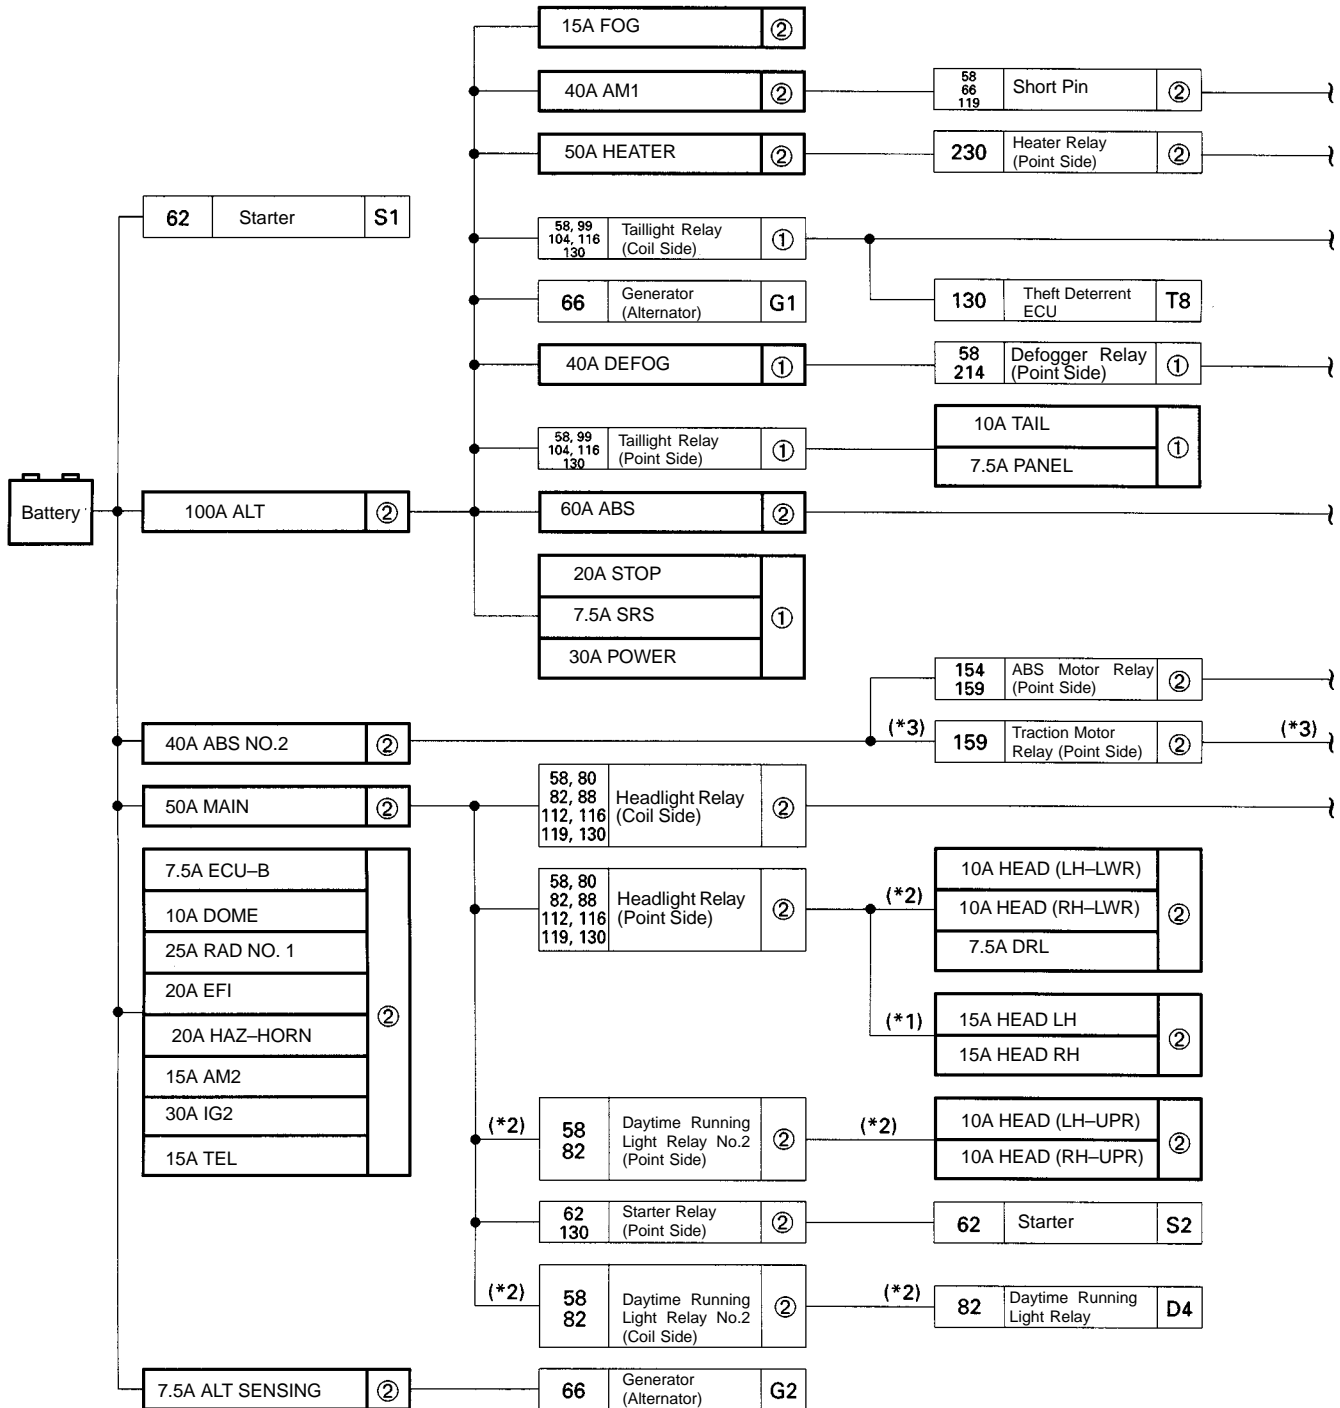 15A FOG ②
40A AM1 ②
58
66
119
Short Pin ②
50A HEATER ②
230 Heater Relay
(Point Side) ②
62 Starter S1
58, 99
104, 116
130
Taillight Relay
(Coil Side) ①
66 Generator
(Alternator) G1
130 Theft Deterrent
ECU T8
40A DEFOG ①
58
214
Defogger Relay
(Point Side) ①
58, 99
104, 116
130
Taillight Relay
(Point Side) ①
10A TAIL
7.5A PANEL
①
Battery
100A ALT ②
60A ABS ②
20A STOP
7.5A SRS
30A POWER
①
154
159
ABS Motor Relay
(Point Side) ②
40A ABS NO.2 ②
(*3) 159 Traction Motor
Relay (Point Side) ② (*3)
50A MAIN ②
58, 80
82, 88
112, 116
119, 130
Headlight Relay
(Coil Side) ②
7.5A ECU–B
10A DOME
25A RAD NO. 1
20A EFI
20A HAZ–HORN
15A AM2
30A IG2
15A TEL
②
58, 80
82, 88
112, 116
119, 130
Headlight Relay
(Point Side) ②
(*2)
10A HEAD (LH–LWR)
10A HEAD (RH–LWR)
7.5A DRL
②
(*1)
15A HEAD LH
15A HEAD RH
②
(*2)
58
82
Daytime Running
Light Relay No.2
(Point Side)
②
(*2)
10A HEAD (LH–UPR)
10A HEAD (RH–UPR)
②
62
130
Starter Relay
(Point Side) ②
62 Starter S2
(*2)
58
82
Daytime Running
Light Relay No.2
(Coil Side)
②
(*2)
82 Daytime Running
Light Relay D4
7.5A ALT SENSING ②
66 Generator
(Alternator) G2